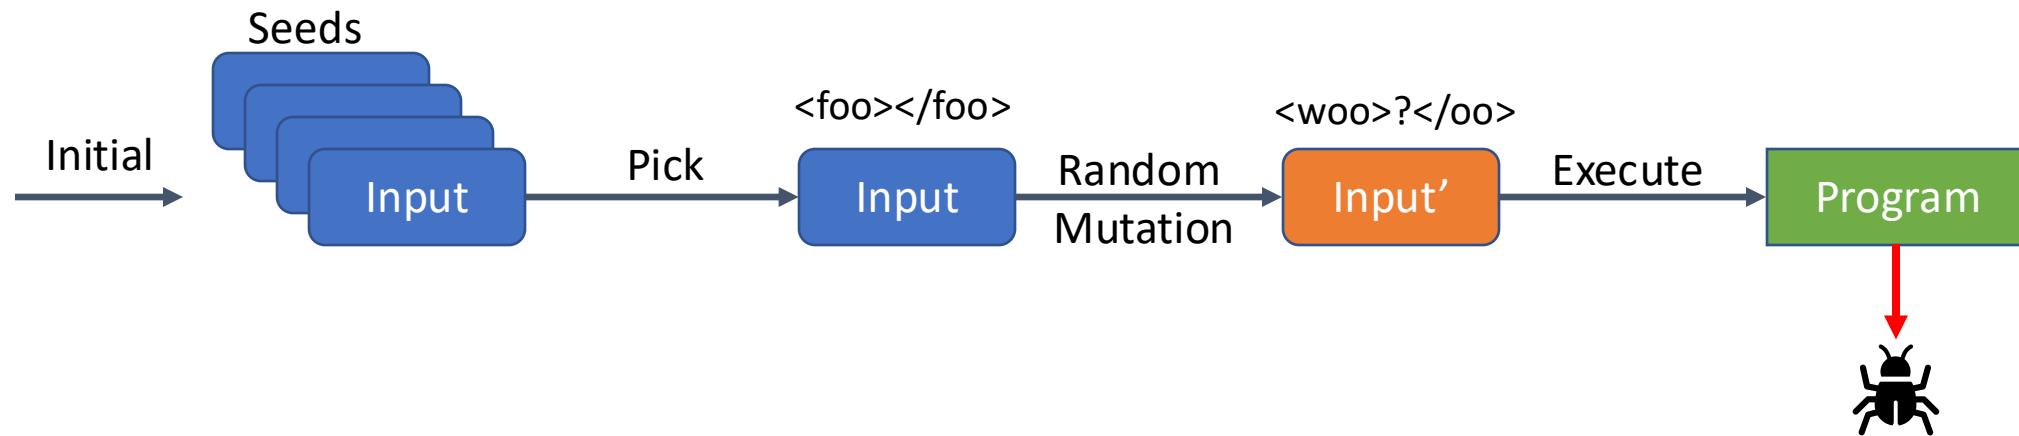 Seeds
Initial
Input
Pick
<foo></foo>
Input
Random
Mutation
<woo>?</oo>
Input’
Execute
Program